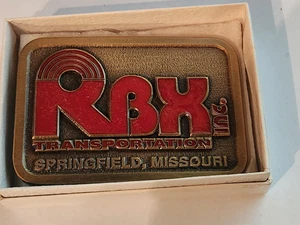 RBX INC.
TRANSPORTATION
SPRINGFIELD, MISSOURI